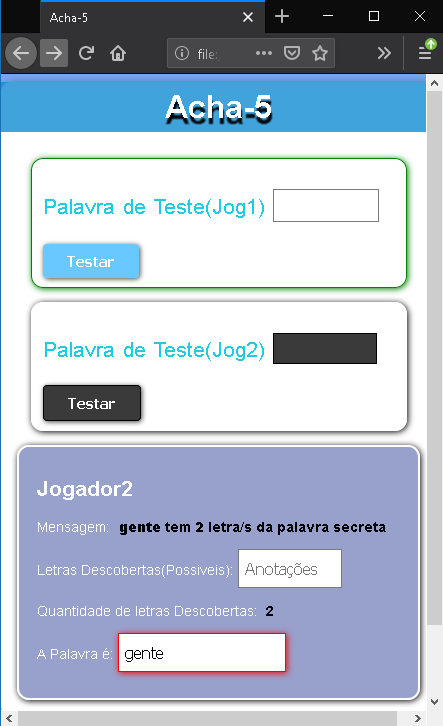 Acha-5
file:
Acha-5
Palavra de Teste(Jog1)
Testar
Palavra de Teste(Jog2)
Testar
Jogador2
Mensagem: gente tem 2 letra/s da palavra secreta
Letras Descobertas(Possiveis): Anotações
Quantidade de letras Descobertas: 2
A Palavra é: gente